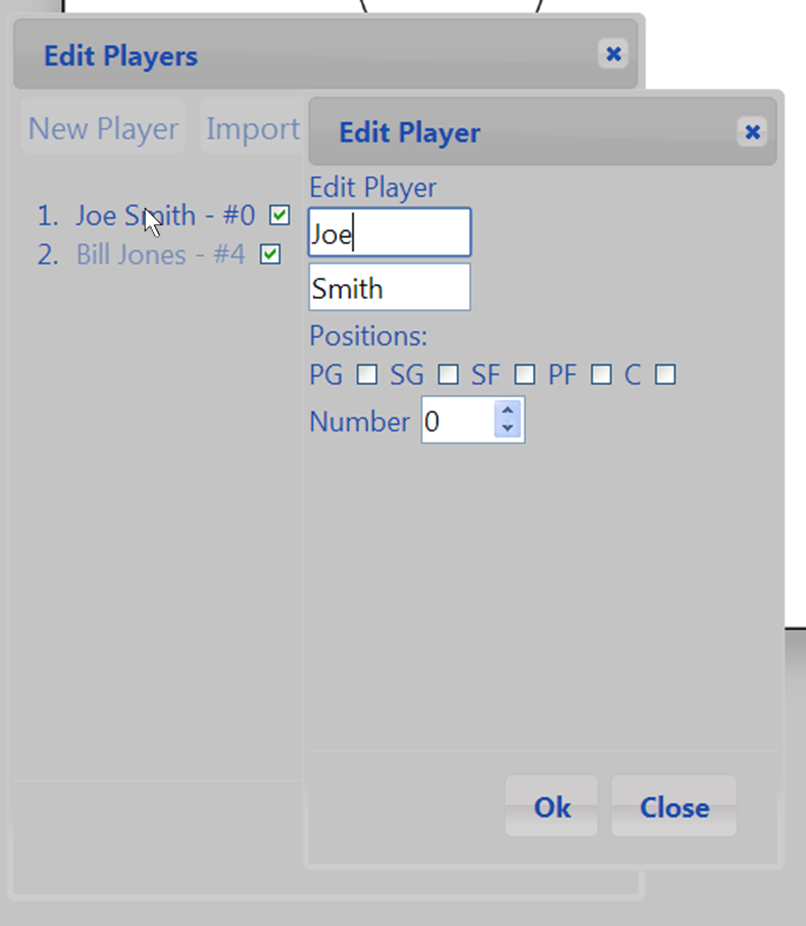 Edit Players
New Player Import
1. Joe Smith - #0
2. Bill Jones - #4
Edit Player
Edit Player
Joe
Smith
Positions:
PG SG SF PF C
Number 0
Ok Close